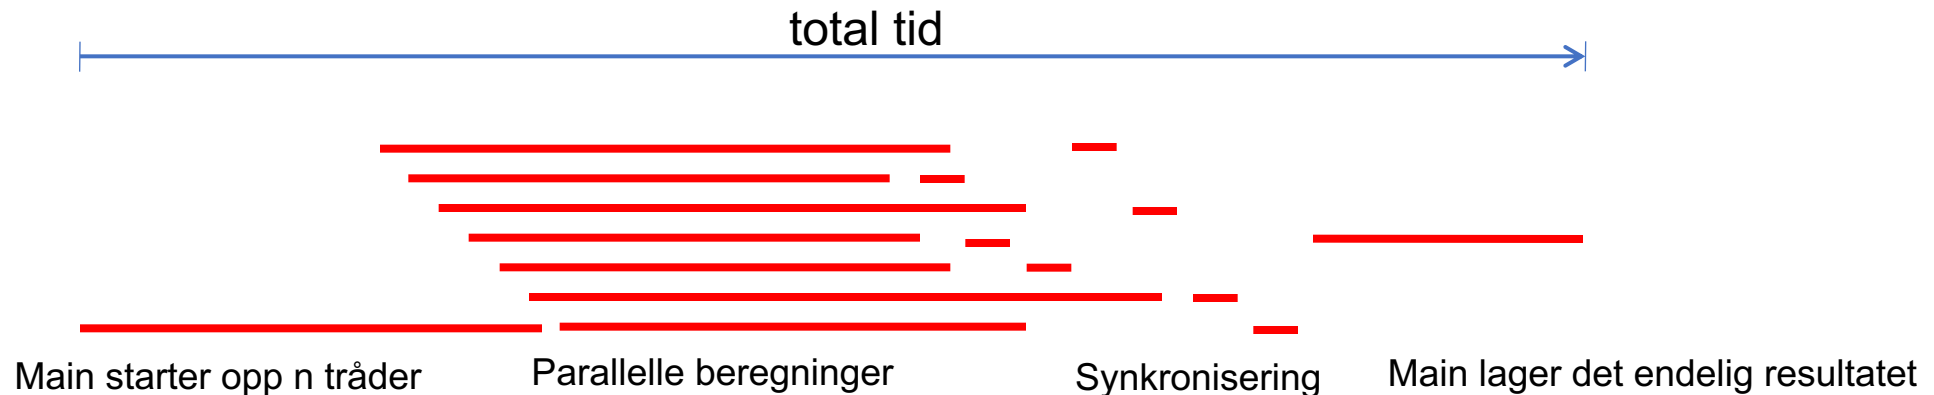 total tid
Main starter opp n tråder
Parallelle beregninger
Synkronisering
Main lager det endelig resultatet